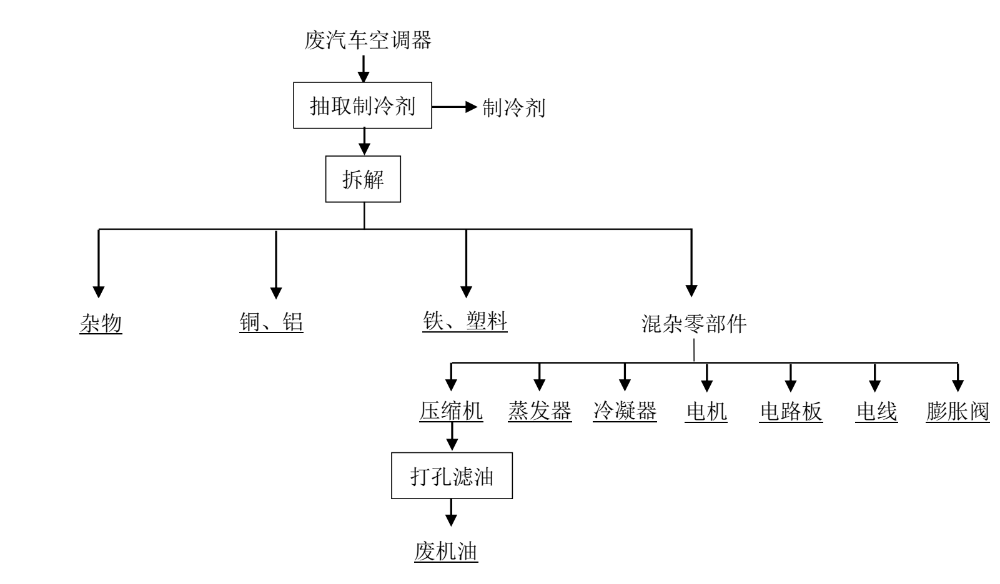 废汽车空调器
抽取制冷剂
制冷剂
拆解
杂物
铜、铝
铁、塑料
混杂零部件
压缩机
蒸发器
冷凝器
电机
电路板
电线
膨胀阀
打孔滤油
废机油